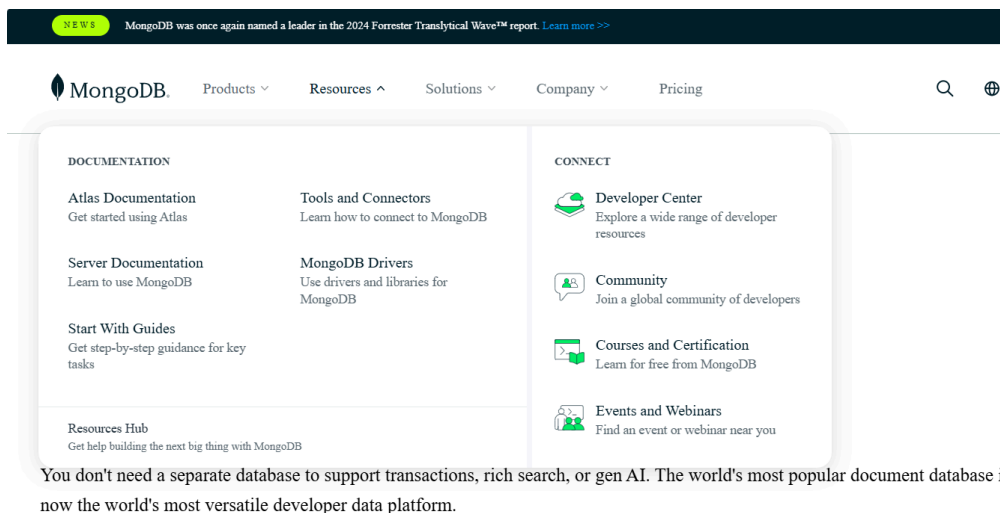 NEWS MongoDB was once again named a leader in the 2024 Forrester Translytical Wave™ report. Learn more >>
MongoDB. Products Resources Solutions Company Pricing
DOCUMENTATION
Atlas Documentation
Get started using Atlas
Server Documentation
Learn to use MongoDB
Start With Guides
Get step-by-step guidance for key
tasks
Tools and Connectors
Learn how to connect to MongoDB
MongoDB Drivers
Use drivers and libraries for
MongoDB
Resources Hub
Get help building the next big thing with MongoDB
CONNECT
Developer Center
Explore a wide range of developer
resources
Community
Join a global community of developers
Courses and Certification
Learn for free from MongoDB
Events and Webinars
Find an event or webinar near you
You don't need a separate database to support transactions, rich search, or gen AI. The world's most popular document database
now the world's most versatile developer data platform.